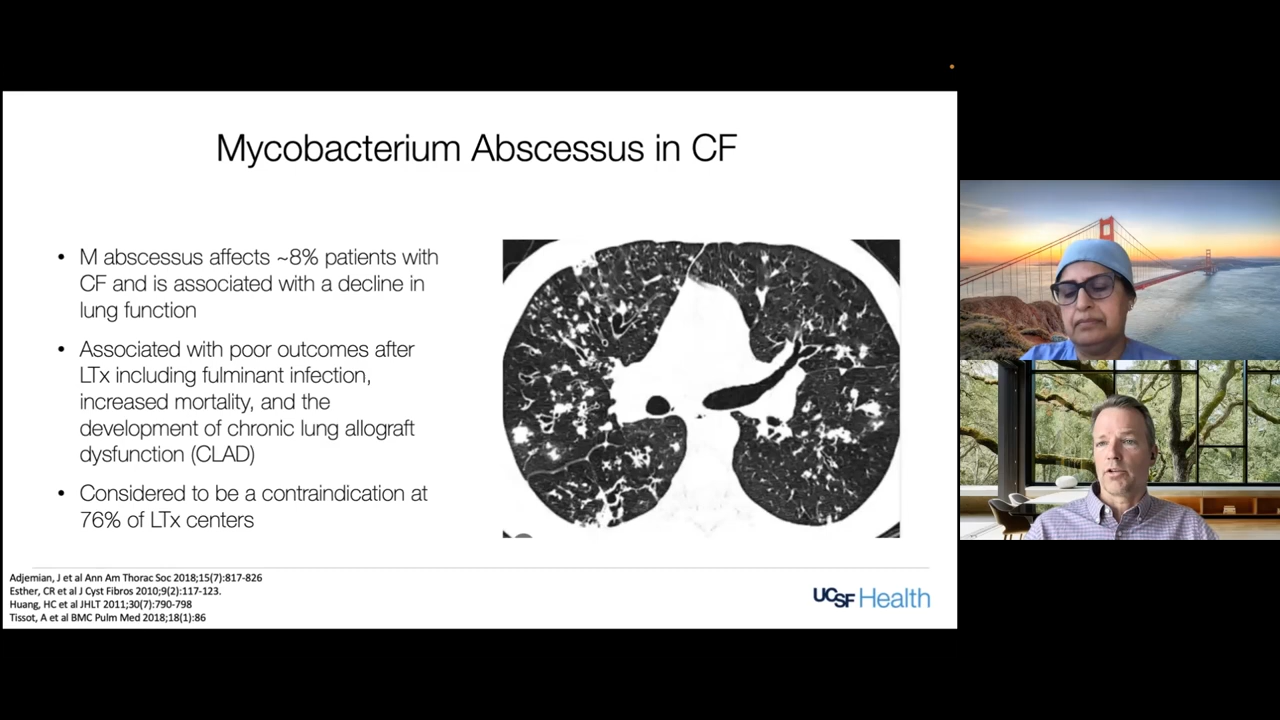 Mycobacterium Abscessus in CF
• M abscessus affects ~8% patients with
CF and is associated with a decline in
lung function
• Associated with poor outcomes after
LTx including fulminant infection,
increased mortality, and the
development of chronic lung allograft
dysfunction (CLAD)
• Considered to be a contraindication at
76% of LTx centers
Adjemian, J et al Ann Am Thorac Soc 2018;15(7):817-826
Esther, CR et al J Cyst Fibros 2010;9(2):117-123.
Huang, HC et al JHLT 2011;30(7):790-798
Tissot, A et al BMC Pulm Med 2018;18(1):86
UCSF Health